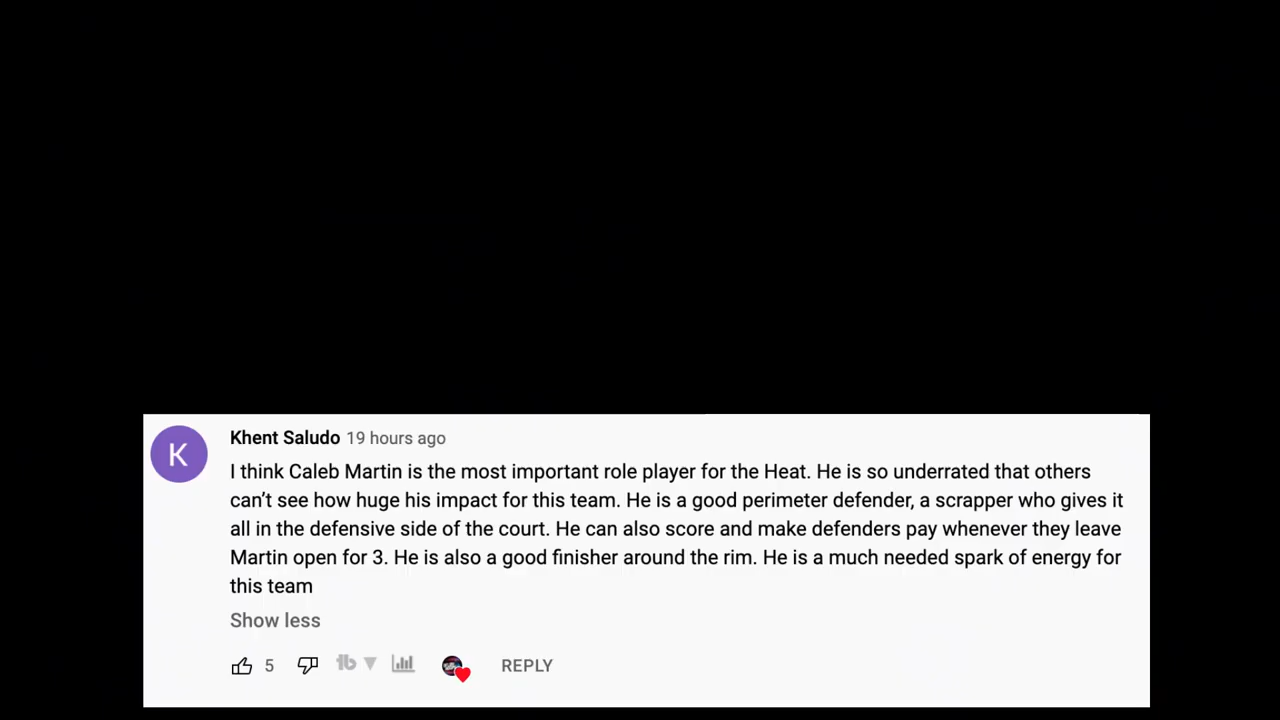 K
Khent Saludo 19 hours ago
I think Caleb Martin is the most important role player for the Heat. He is so underrated that others
can’t see how huge his impact for this team. He is a good perimeter defender, a scrapper who gives it
all in the defensive side of the court. He can also score and make defenders pay whenever they leave
Martin open for 3. He is also a good finisher around the rim. He is a much needed spark of energy for
this team
Show less
5 tb REPLY